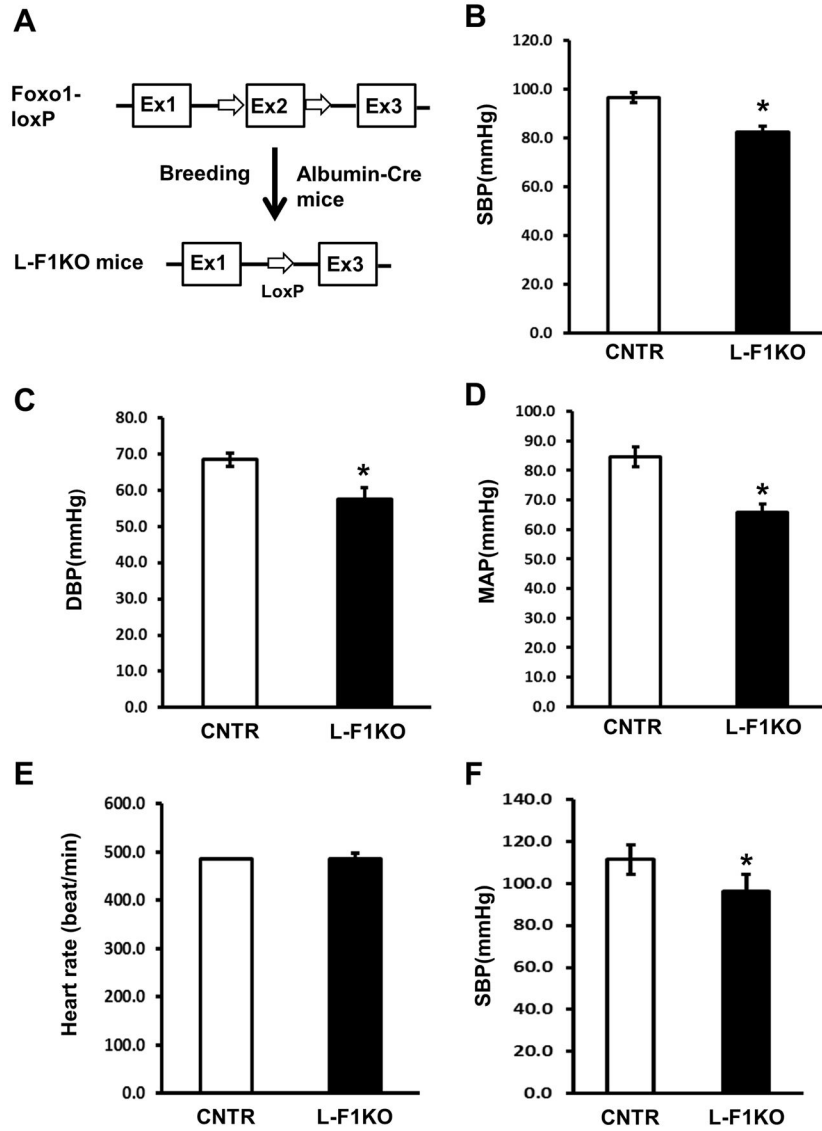 A
Foxo1-
loxP
Ex1
Ex2
Ex3
Breeding
Albumin-Cre
mice
L-F1KO mice
Ex1
Ex3
LoxP
B
SBP(mmHg)
120.0
100.0
80.0
60.0
40.0
20.0
0.0
*
CNTR
L-F1KO
C
DBP(mmHg)
80.0
70.0
60.0
50.0
40.0
30.0
20.0
10.0
0.0
*
CNTR
L-F1KO
D
MAP(mmHg)
100.0
90.0
80.0
70.0
60.0
50.0
40.0
30.0
20.0
10.0
0.0
*
CNTR
L-F1KO
E
Heart rate (beat/min)
600.0
500.0
400.0
300.0
200.0
100.0
0.0
CNTR
L-F1KO
F
SBP(mmHg)
140.0
120.0
100.0
80.0
60.0
40.0
20.0
0.0
*
CNTR
L-F1KO